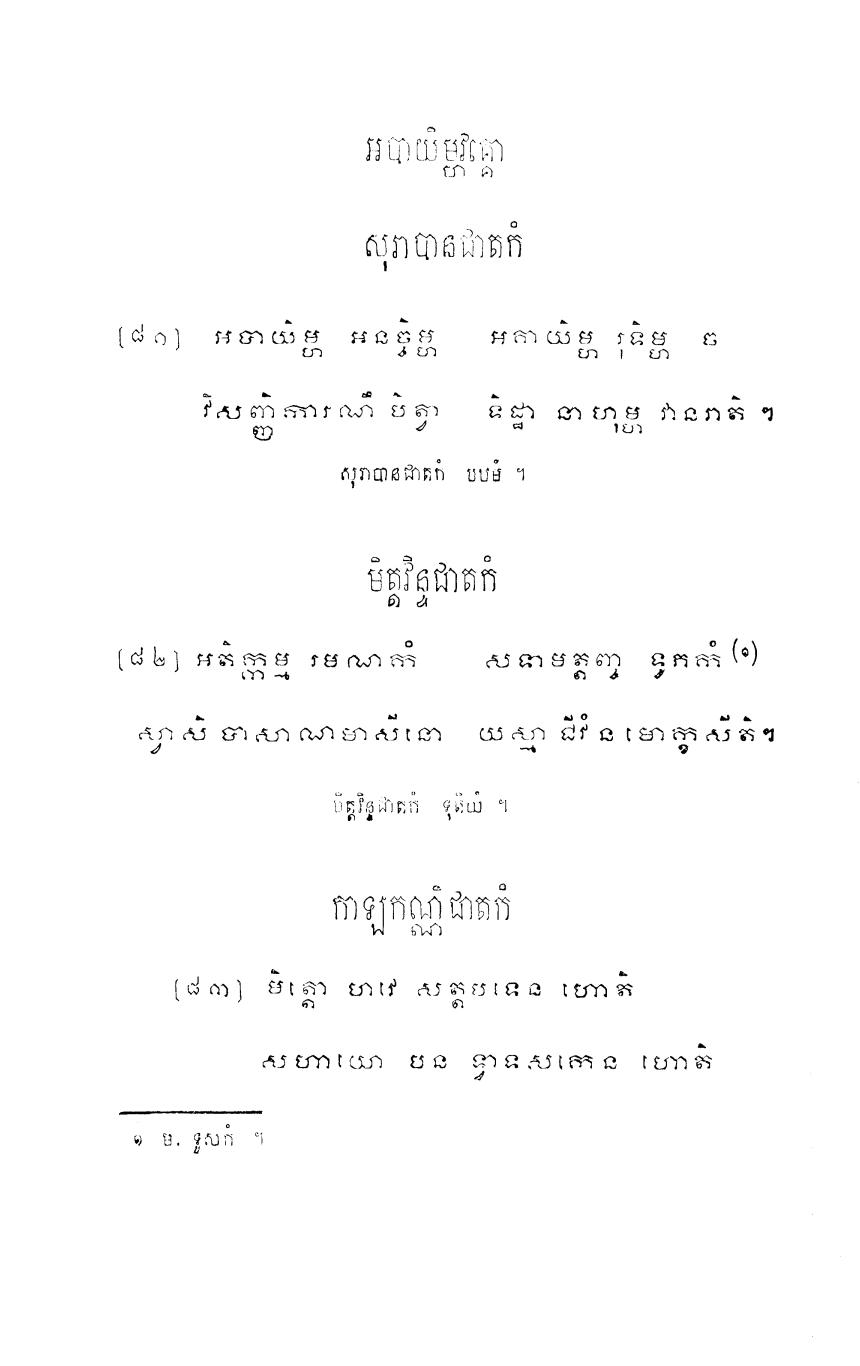 អបាយិម្ហវគ្គោ
សុរាបានជាតកំ
(៨១) អបាយិម្ហ អនច្ចិម្ហ អគាយិម្ហ រុទិម្ហ ច
វិសញ្ញិការណឹ បិត្វា ទិដ្ឋា នាហុម្ហ វានរាតិ ៗ
សុរាបានជាតកំ បឋមំ ។
មិត្តវិន្ទជាតកំ
(៨២) អតិក្កម្ម រមណកំ សទាមត្តញ្ច ទូភកំ (១)
ស្វាសិ បាសាណមាសីនោ យស្មា ជីវំ ន មោក្ខសីតិ ៗ
មិត្តវិន្ទជាតកំ ទុតិយំ ។
កាឡកណ្ណិជាតកំ
(៨៣) មិត្តោ ហវេ សត្តបទេន ហោតិ
សហាយោ បន ទ្វាទសកេន ហោតិ
១ ម. ទូសកំ ។